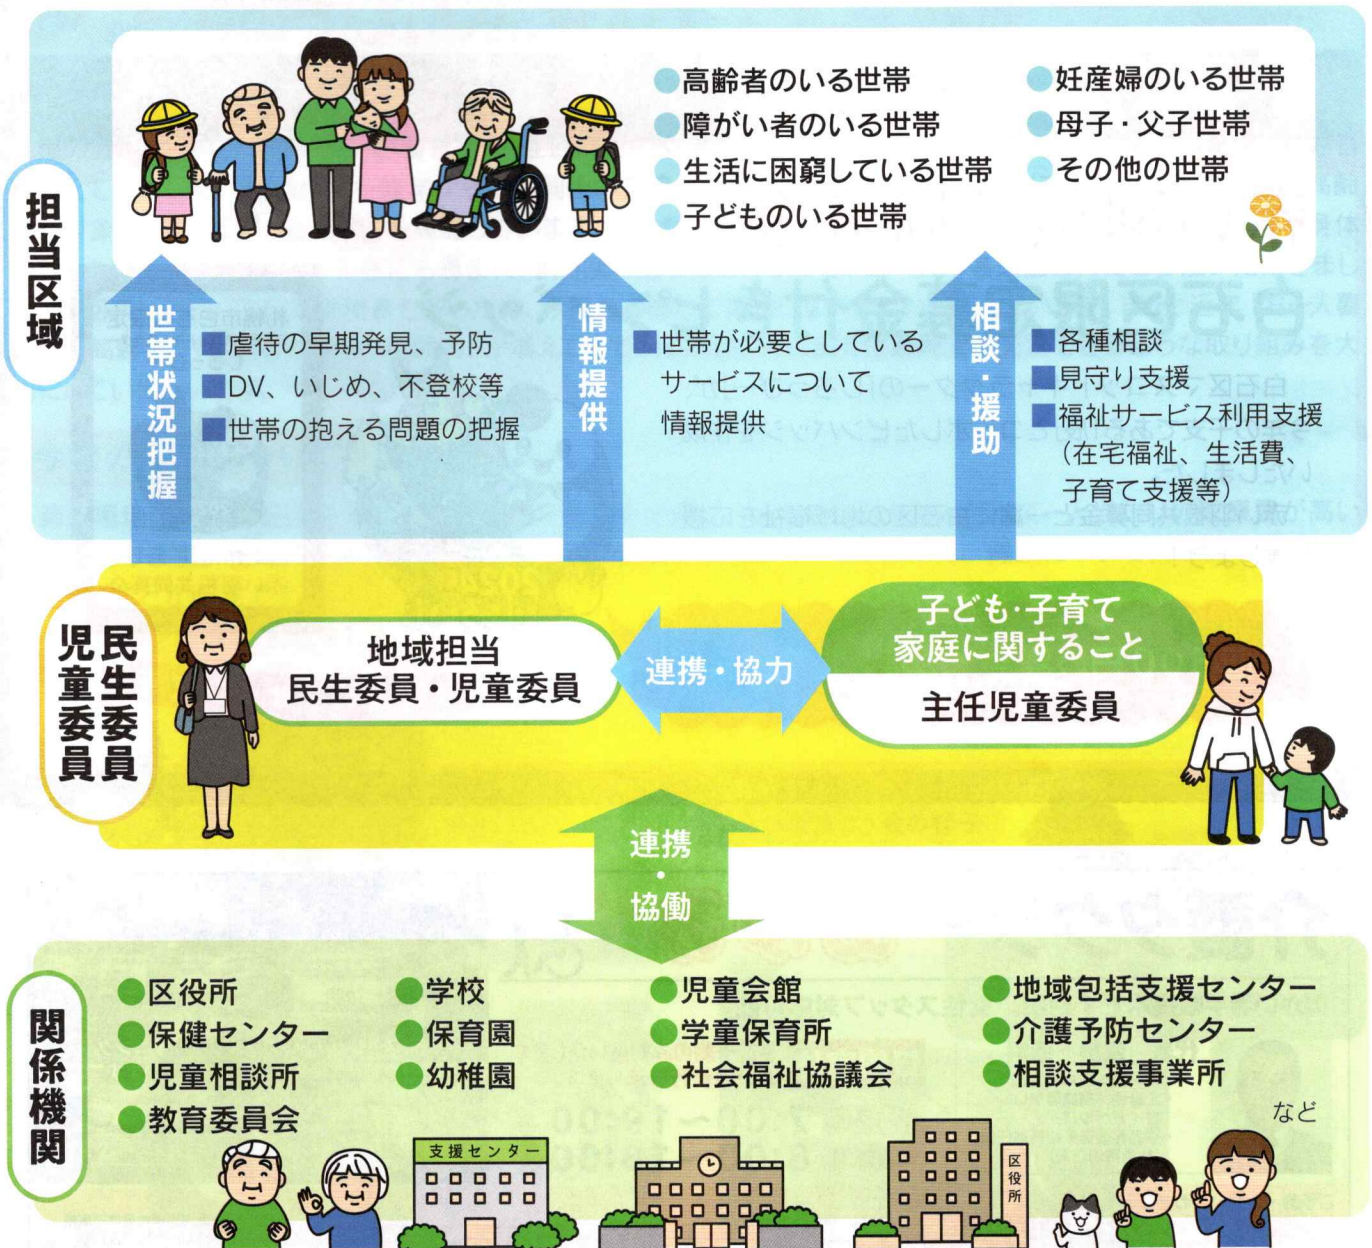 担当区域
●高齢者のいる世帯
●障がい者のいる世帯
●生活に困窮している世帯
●子どものいる世帯
●妊産婦のいる世帯
●母子・父子世帯
●その他の世帯
世帯状況把握
■虐待の早期発見、予防
■DV、いじめ、不登校等
■世帯の抱える問題の把握
情報提供
■世帯が必要としている
サービスについて
情報提供
相談・援助
■各種相談
■見守り支援
■福祉サービス利用支援
（在宅福祉、生活費、
子育て支援等）
民生委員
児童委員
地域担当
民生委員・児童委員
連携・協力
子ども・子育て
家庭に関すること
主任児童委員
連携
・
協働
関係機関
●区役所
●保健センター
●児童相談所
●教育委員会
●学校
●保育園
●幼稚園
●児童会館
●学童保育所
●社会福祉協議会
●地域包括支援センター
●介護予防センター
●相談支援事業所
など
支援センター
区役所